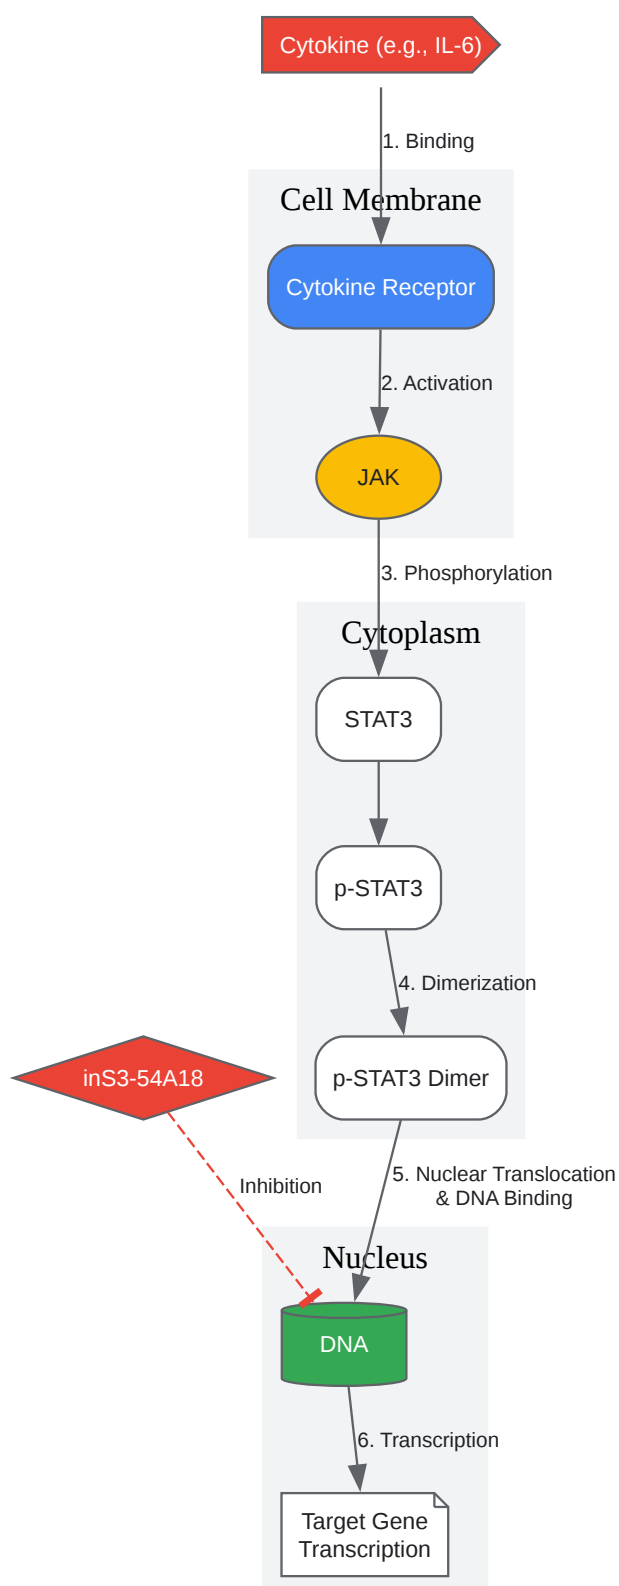 Cytokine (e.g., IL-6)
1. Binding
Cell Membrane
Cytokine Receptor
2. Activation
JAK
3. Phosphorylation
Cytoplasm
STAT3
p-STAT3
4. Dimerization
inS3-54A18
p-STAT3 Dimer
Inhibition
5. Nuclear Translocation
& DNA Binding
Nucleus
DNA
6. Transcription
Target Gene
Transcription